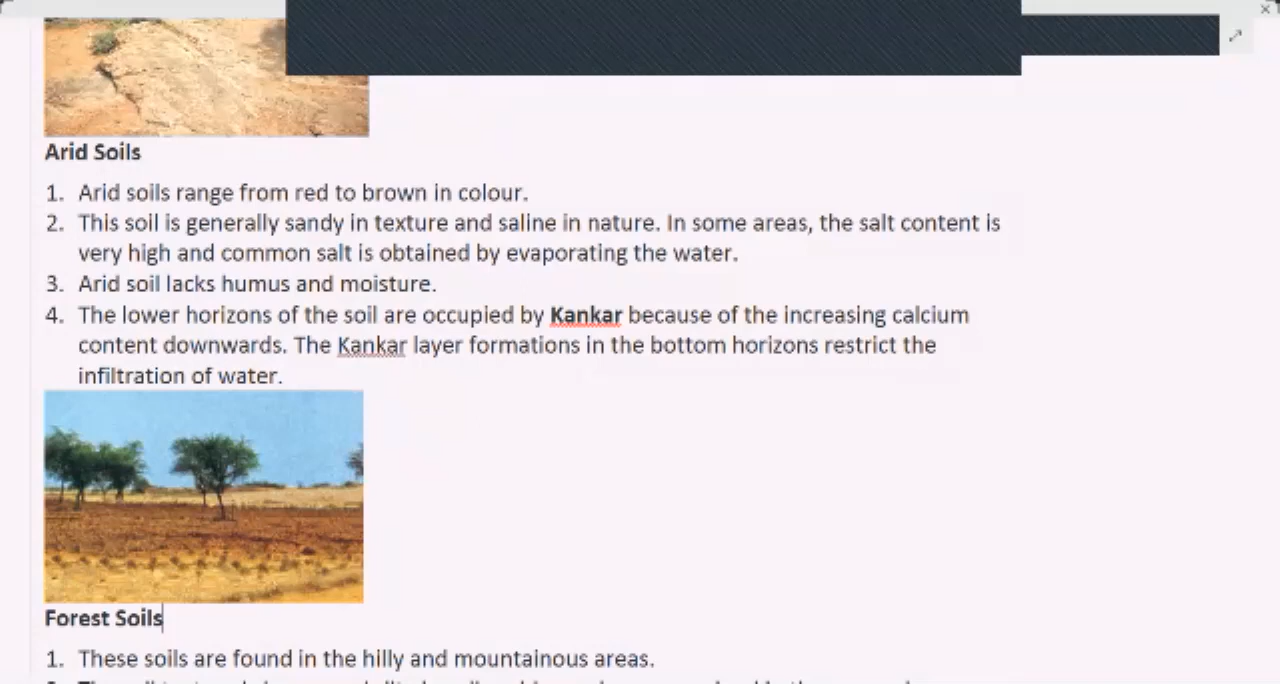 Arid Soils
1. Arid soils range from red to brown in colour.
2. This soil is generally sandy in texture and saline in nature. In some areas, the salt content is
very high and common salt is obtained by evaporating the water.
3. Arid soil lacks humus and moisture.
4. The lower horizons of the soil are occupied by Kankar because of the increasing calcium
content downwards. The Kankar layer formations in the bottom horizons restrict the
infiltration of water.
Forest Soils
1. These soils are found in the hilly and mountainous areas.